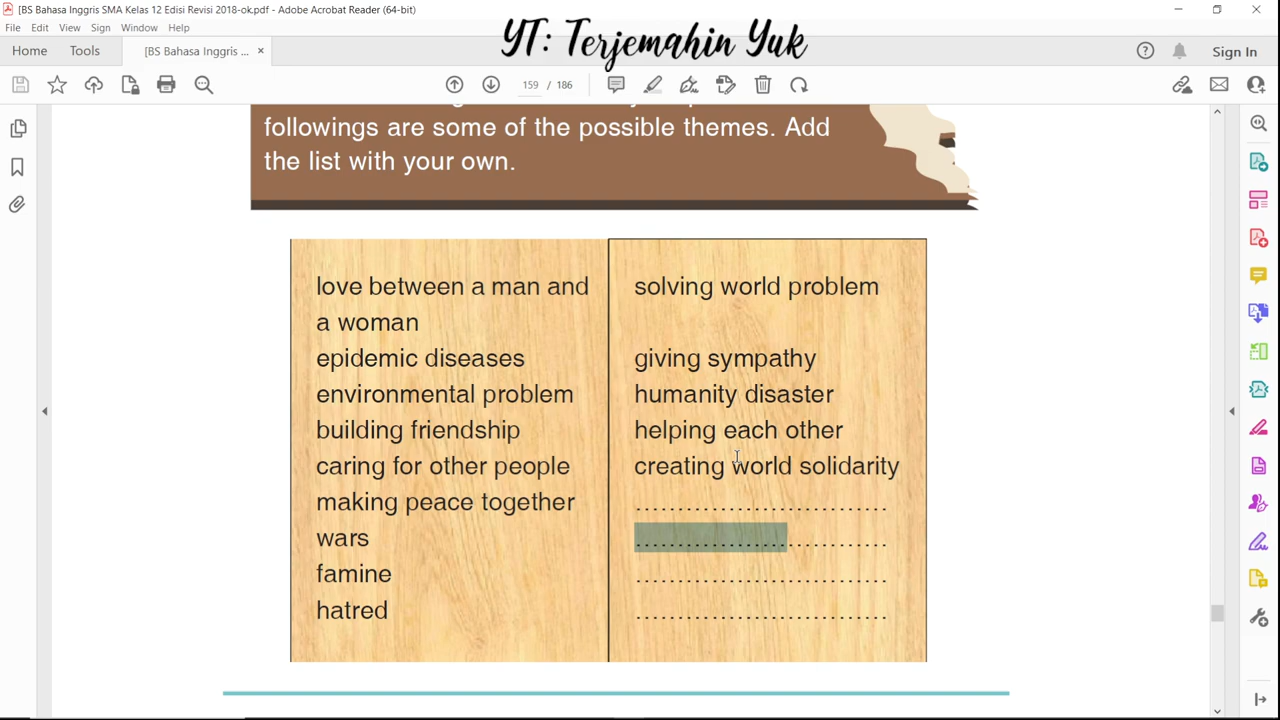 [BS Bahasa Inggris SMA Kelas 12 Edisi Revisi 2018-ok.pdf - Adobe Acrobat Reader (64-bit)
File Edit View Sign Window Help
YT: Terjemahin Yuk
Home Tools [BS Bahasa Inggris ... × Sign In
159 / 186
followings are some of the possible themes. Add
the list with your own.
love between a man and
a woman
epidemic diseases
environmental problem
building friendship
caring for other people
making peace together
wars
famine
hatred
solving world problem
giving sympathy
humanity disaster
helping each other
creating world solidarity
..............................
..............................
..............................
..............................